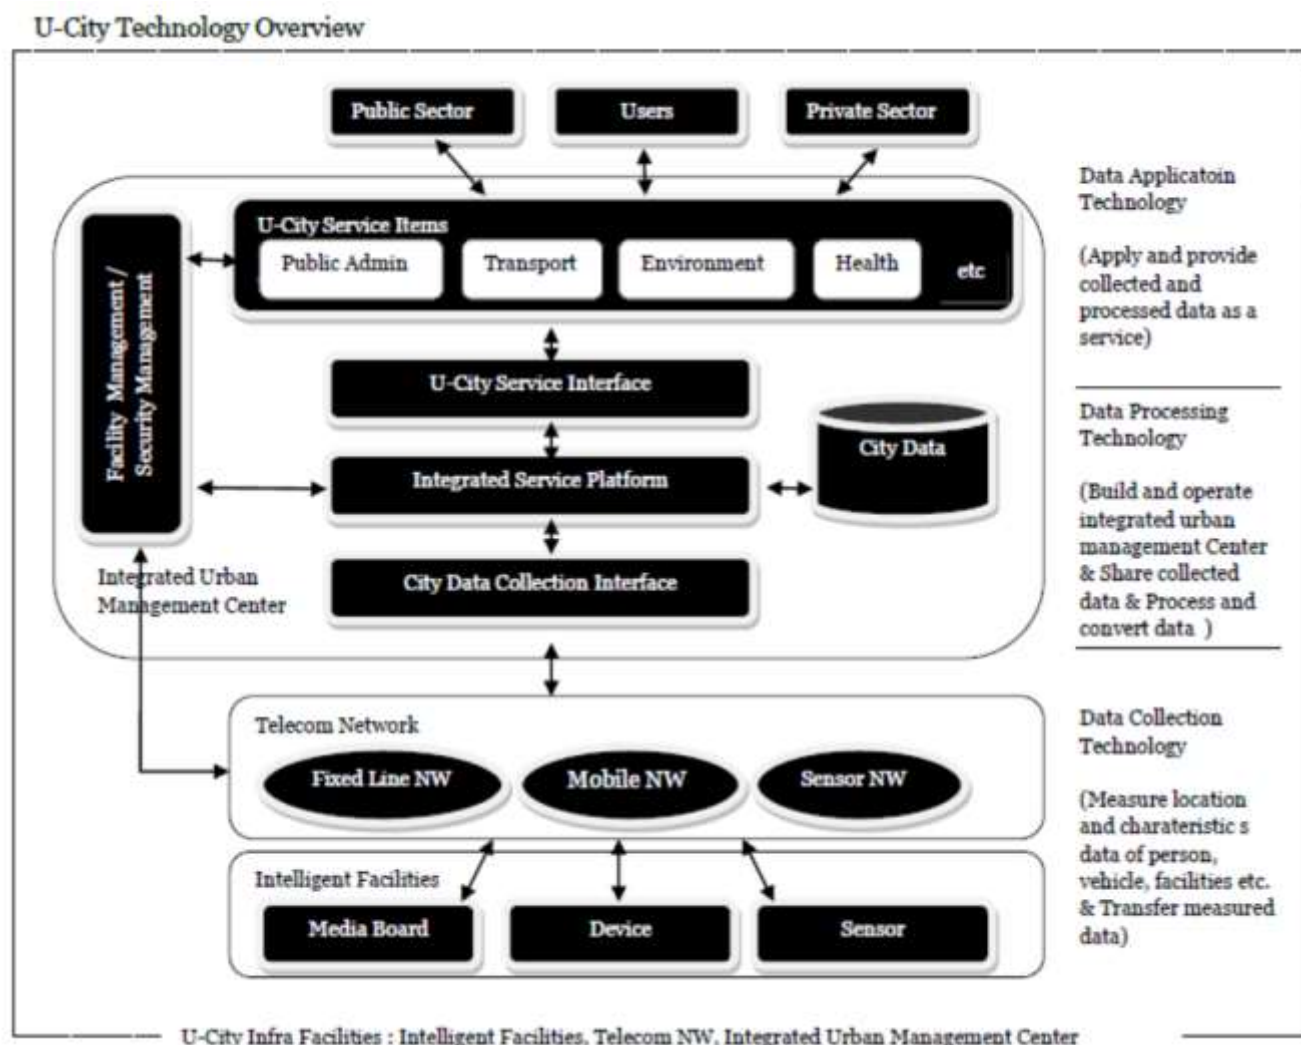 U-City Technology Overview
Public Sector
Users
Private Sector
U-City Service Items
Public Admin
Transport
Environment
Health
etc
Facility Management /
Security Management
U-City Service Interface
Integrated Service Platform
City Data
City Data Collection Interface
Integrated Urban
Management Center
Telecom Network
Fixed Line NW
Mobile NW
Sensor NW
Intelligent Facilities
Media Board
Device
Sensor
Data Applicatoin
Technology
(Apply and provide
collected and
processed data as a
service)
Data Processing
Technology
(Build and operate
integrated urban
management Center
& Share collected
data & Process and
convert data )
Data Collection
Technology
(Measure location
and charateristic s
data of person,
vehicle, facilities etc.
& Transfer measured
data)
U-City Infra Facilities : Intelligent Facilities, Telecom NW, Integrated Urban Management Center